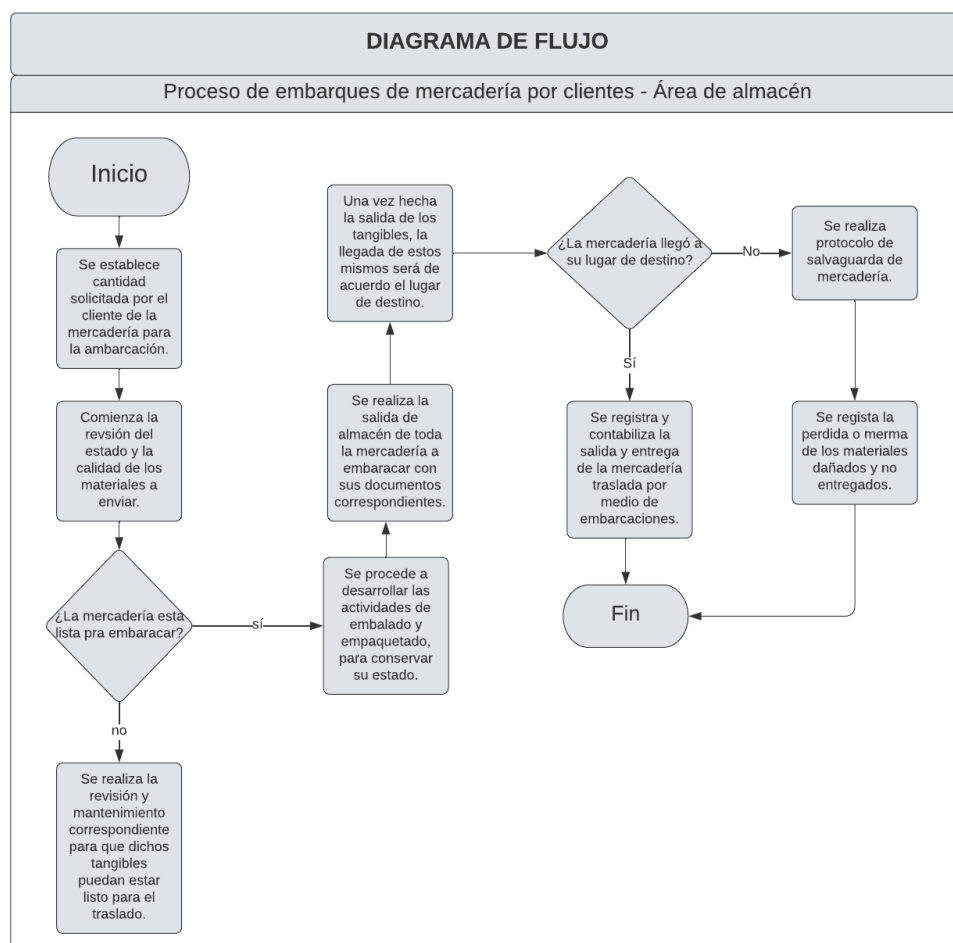 DIAGRAMA DE FLUJO
Proceso de embarques de mercadería por clientes - Área de almacén
Inicio
Se establece
cantidad
solicitada por el
cliente de la
mercadería para
la ambarcación.
Comienza la
revsión del
estado y la
calidad de los
materiales a
enviar.
¿La mercadería esta
lista pra embaracar?
no
Se realiza la
revisión y
mantenimiento
correspondiente
para que dichos
tangibles
puedan estar
listo para el
traslado.
sí
Se procede a
desarrollar las
actividades de
embalado y
empaquetado,
para conservar
su estado.
Se realiza la
salida de
almacén de toda
la mercadería a
embaracar con
sus documentos
correspondientes.
Una vez hecha
la salida de los
tangibles, la
llegada de estos
mismos será de
acuerdo el lugar
de destino.
¿La mercadería llegó a
su lugar de destino?
Sí
Se registra y
contabiliza la
salida y entrega
de la mercadería
traslada por
medio de
embarcaciones.
No
Se realiza
protocolo de
salvaguarda de
mercadería.
Se regista la
perdida o merma
de los materiales
dañados y no
entregados.
Fin